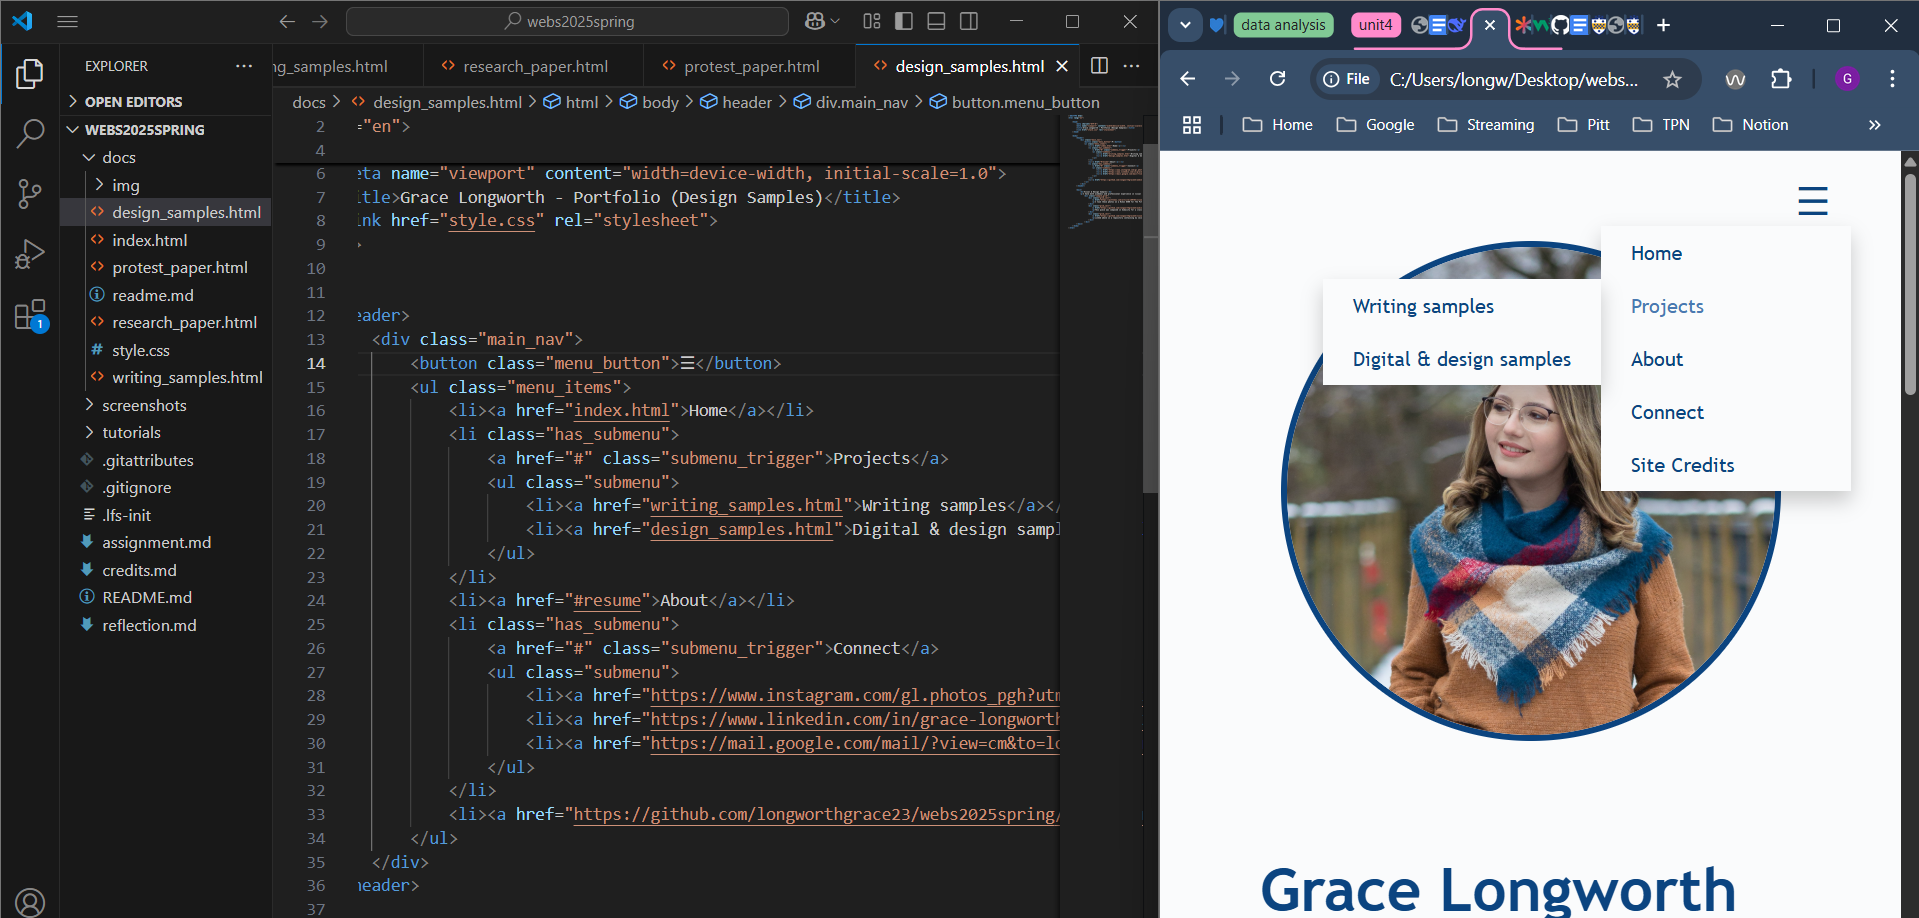 webs2025spring
EXPLORER
OPEN EDITORS
WEBS2025SPRING
docs
img
design_samples.html
index.html
protest_paper.html
readme.md
research_paper.html
style.css
writing_samples.html
screenshots
tutorials
.gitattributes
.gitignore
.lfs-init
assignment.md
credits.md
README.md
reflection.md
1
ng_samples.html
research_paper.html
protest_paper.html
design_samples.html
docs > design_samples.html > html > body > header > div.main_nav > button.menu_button
2 ="en">
4
6 eta name="viewport" content="width=device-width, initial-scale=1.0">
7 itle>Grace Longworth - Portfolio (Design Samples)</title>
8 ink href="style.css" rel="stylesheet">
9 >
10
11
12 eader>
13 <div class="main_nav">
14 <button class="menu_button">☰</button>
15 <ul class="menu_items">
16 <li><a href="index.html">Home</a></li>
17 <li class="has_submenu">
18 <a href="#" class="submenu_trigger">Projects</a>
19 <ul class="submenu">
20 <li><a href="writing_samples.html">Writing samples</a></
21 <li><a href="design_samples.html">Digital & design sampl
22 </ul>
23 </li>
24 <li><a href="#resume">About</a></li>
25 <li class="has_submenu">
26 <a href="#" class="submenu_trigger">Connect</a>
27 <ul class="submenu">
28 <li><a href="https://www.instagram.com/gl.photos_pgh?utm
29 <li><a href="https://www.linkedin.com/in/grace-longworth
30 <li><a href="https://mail.google.com/mail/?view=cm&to=lo
31 </ul>
32 </li>
33 <li><a href="https://github.com/longworthgrace23/webs2025spring/
34 </ul>
35 </div>
36 header>
37
data analysis
unit4
File
C:/Users/longw/Desktop/webs...
G
Home
Google
Streaming
Pitt
TPN
Notion
»
☰
Home
Projects
About
Connect
Site Credits
Writing samples
Digital & design samples
Grace Longworth